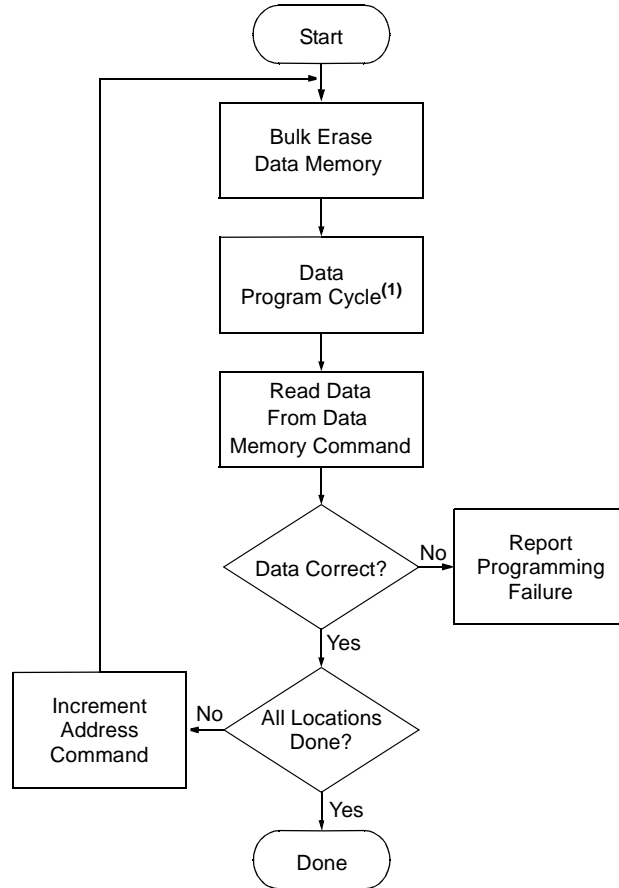 Start
Bulk Erase
Data Memory
Data
Program Cycle(1)
Read Data
From Data
Memory Command
Data Correct?
No
Report
Programming
Failure
Yes
All Locations
Done?
No
Increment
Address
Command
Yes
Done